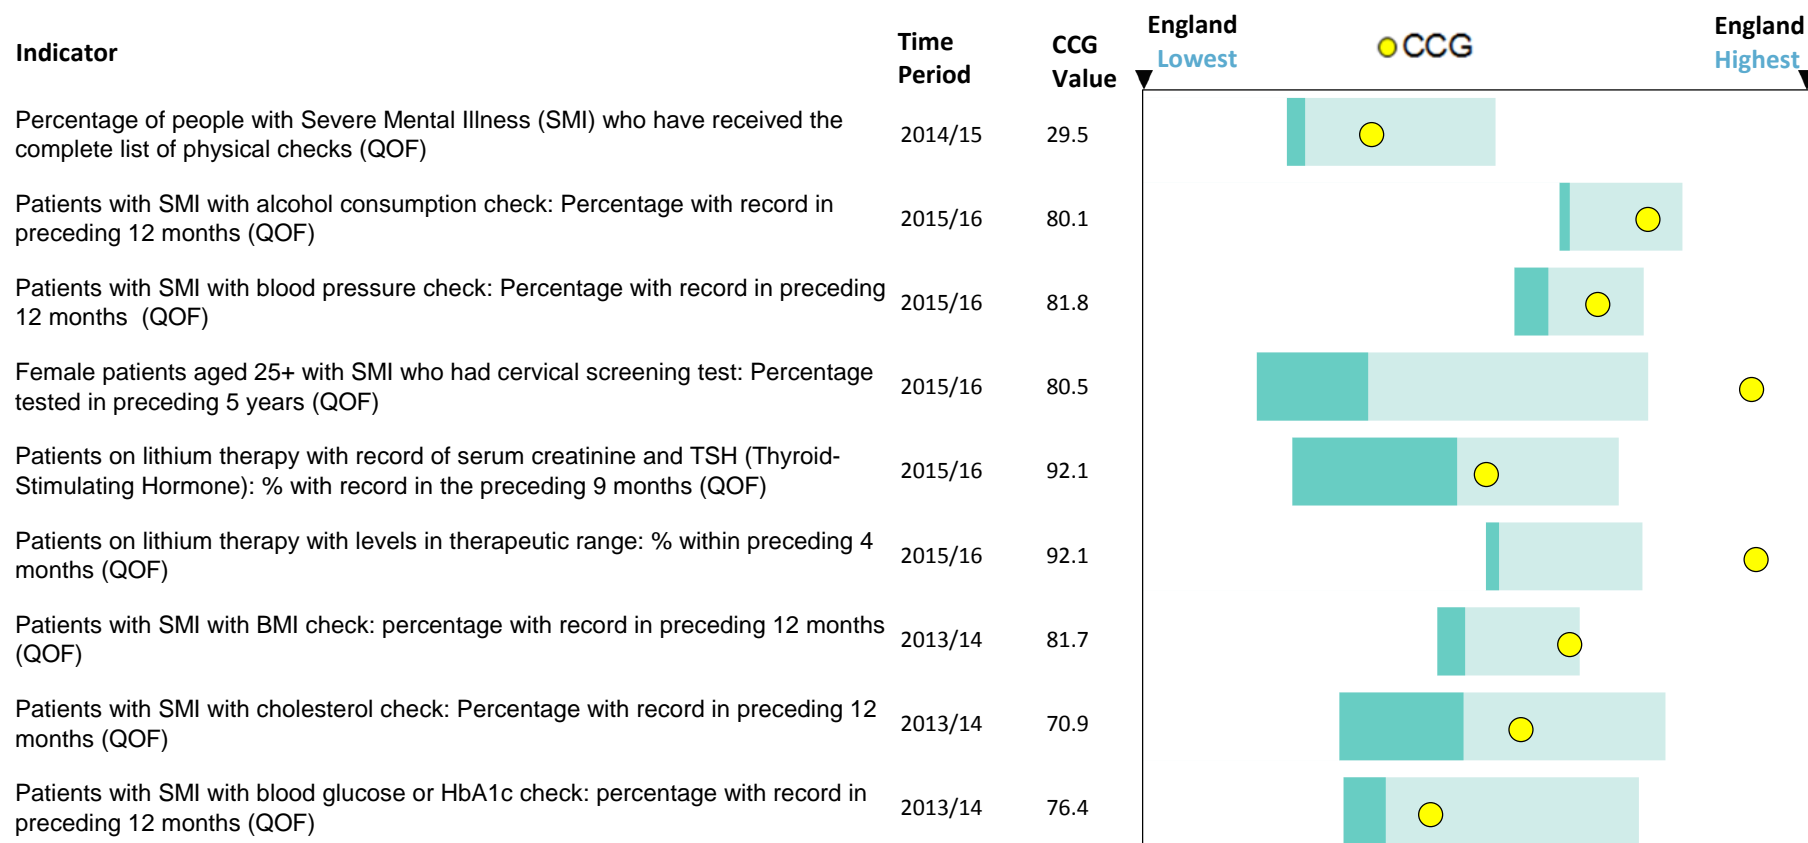 Indicator
Time Period
CCG Value
England Lowest
CCG
England Highest
Percentage of people with Severe Mental Illness (SMI) who have received the
complete list of physical checks (QOF)
2014/15
29.5
Patients with SMI with alcohol consumption check: Percentage with record in
preceding 12 months (QOF)
2015/16
80.1
Patients with SMI with blood pressure check: Percentage with record in preceding
12 months  (QOF)
2015/16
81.8
Female patients aged 25+ with SMI who had cervical screening test: Percentage
tested in preceding 5 years (QOF)
2015/16
80.5
Patients on lithium therapy with record of serum creatinine and TSH (Thyroid-
Stimulating Hormone): % with record in the preceding 9 months (QOF)
2015/16
92.1
Patients on lithium therapy with levels in therapeutic range: % within preceding 4
months (QOF)
2015/16
92.1
Patients with SMI with BMI check: percentage with record in preceding 12 months
(QOF)
2013/14
81.7
Patients with SMI with cholesterol check: Percentage with record in preceding 12
months (QOF)
2013/14
70.9
Patients with SMI with blood glucose or HbA1c check: percentage with record in
preceding 12 months (QOF)
2013/14
76.4